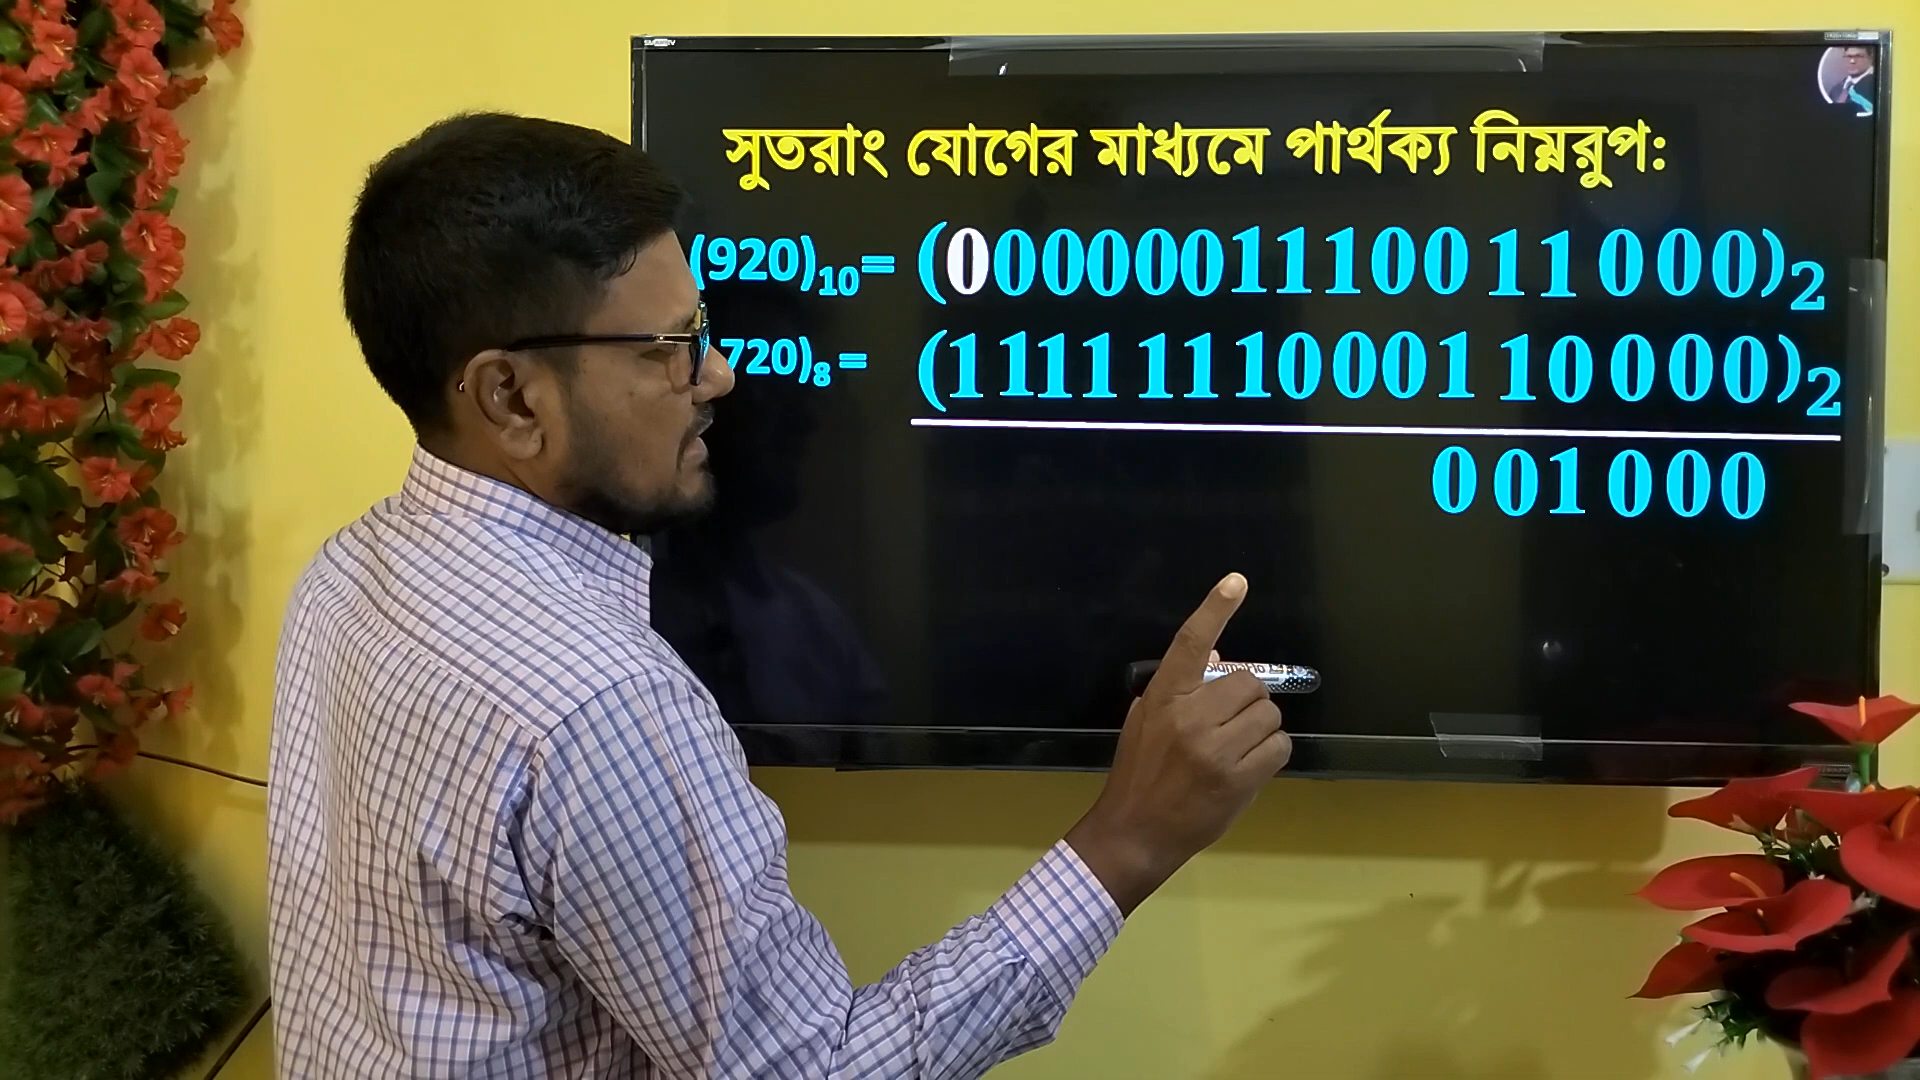 সুতরাং যোগের মাধ্যমে পার্থক্য নিম্নরুপ:
(920)₁₀= (0000001110011000)₂
720)₈= (1111111000110000)₂
001000